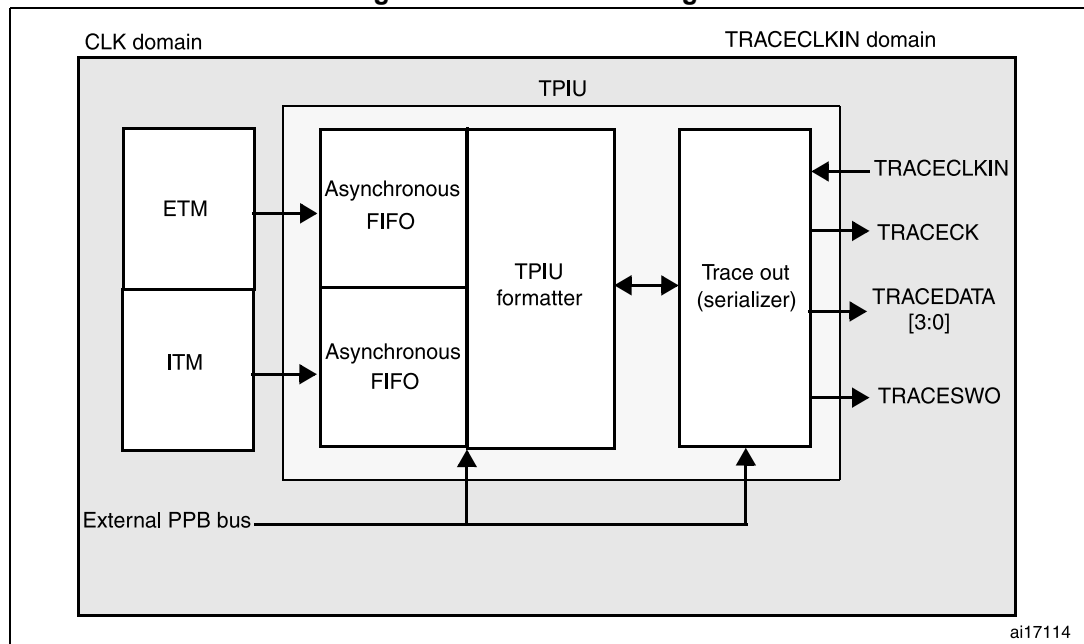 CLK domain
TRACECLKIN domain
TPIU
ETM
Asynchronous
FIFO
TPIU
formatter
Trace out
(serializer)
TRACECLKIN
TRACECK
TRACEDATA
[3:0]
TRACESWO
ITM
Asynchronous
FIFO
External PPB bus
ai17114